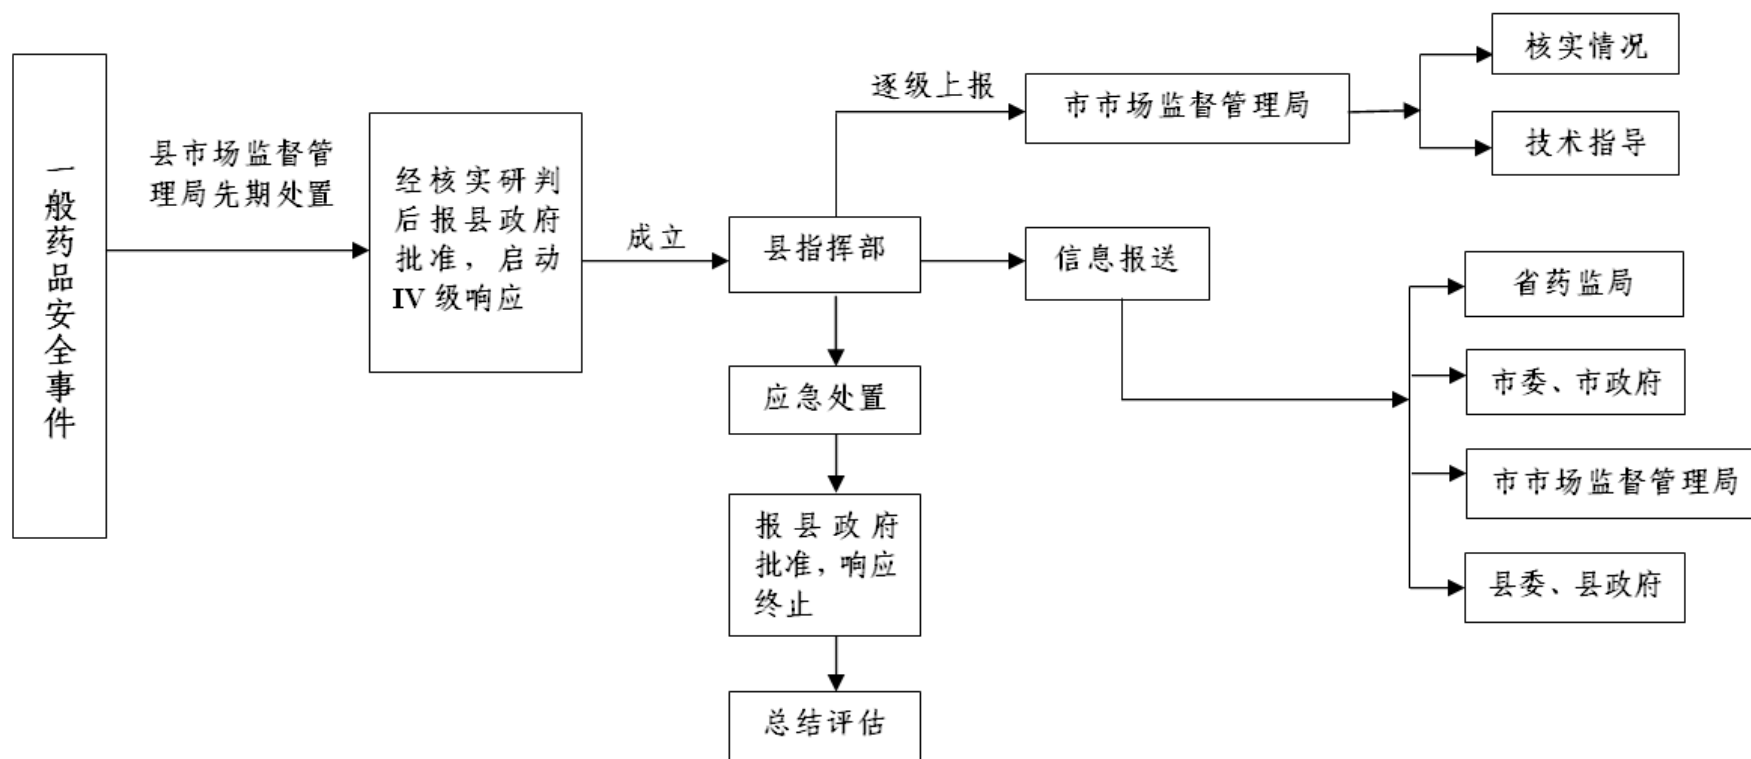 一般药品安全事件
县市场监督管
理局先期处置
经核实研判
后报县政府
批准，启动
IV 级响应
成立
县指挥部
逐级上报
市市场监督管理局
核实情况
技术指导
信息报送
省药监局
市委、市政府
市市场监督管理局
县委、县政府
应急处置
报县政府
批准，响应
终止
总结评估